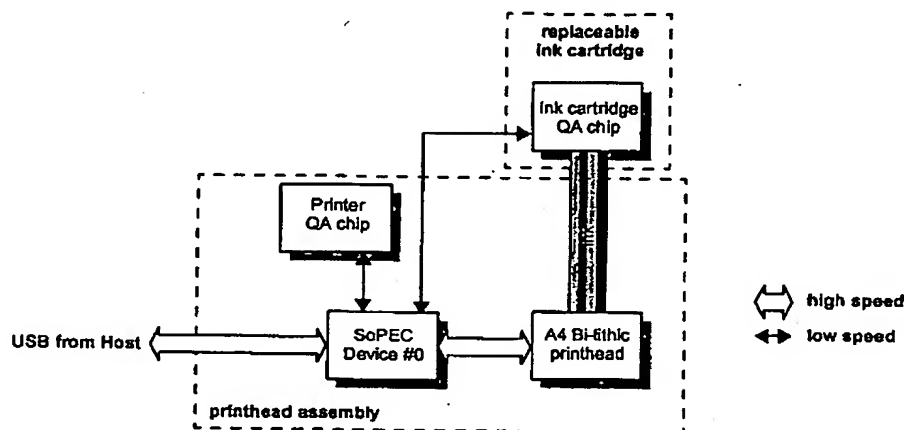 replaceable
ink cartridge
ink cartridge
QA chip
Printer
QA chip
ink
USB from Host
SoPEC
Device #0
A4 Bi-lithic
printhead
high speed
low speed
printhead assembly